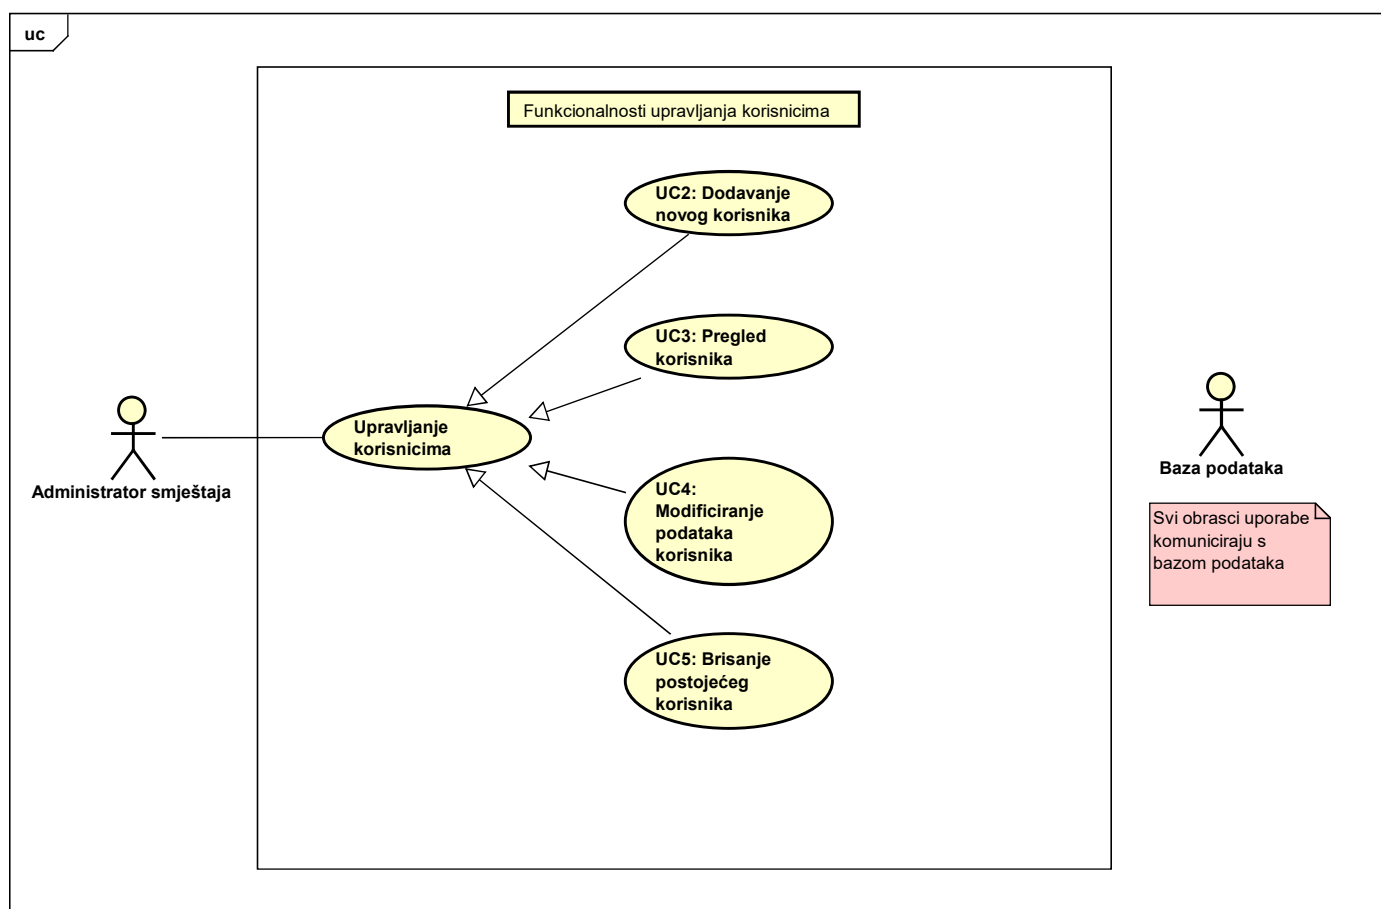 uc
Funkcionalnosti upravljanja korisnicima
UC2: Dodavanje
novog korisnika
UC3: Pregled
korisnika
Upravljanje
korisnicima
Administrator smještaja
UC4:
Modificiranje
podataka
korisnika
UC5: Brisanje
postojećeg
korisnika
Baza podataka
Svi obrasci uporabe
komuniciraju s
bazom podataka